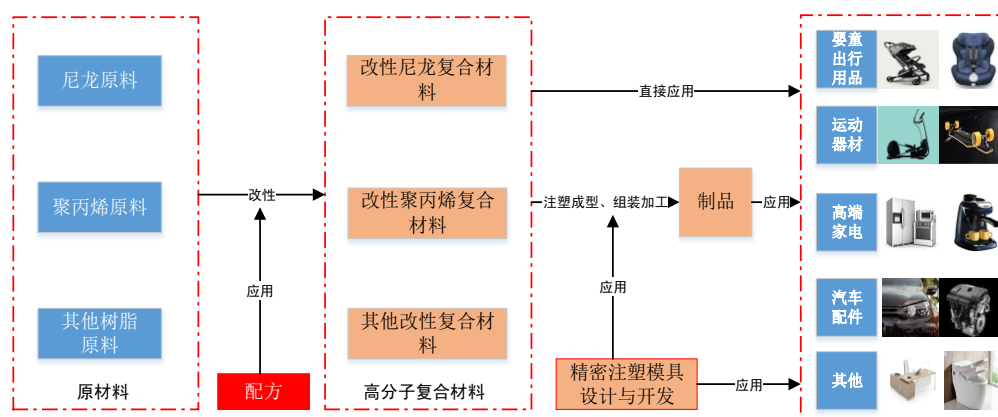 尼龙原料
聚丙烯原料
其他树脂
原料
原材料
改性
应用
配方
改性尼龙复合材
料
改性聚丙烯复合
材料
其他改性复合材
料
高分子复合材料
直接应用
注塑成型、组装加工
制品
应用
应用
精密注塑模具
设计与开发
应用
婴童
出行
用品
运动
器材
高端
家电
汽车
配件
其他